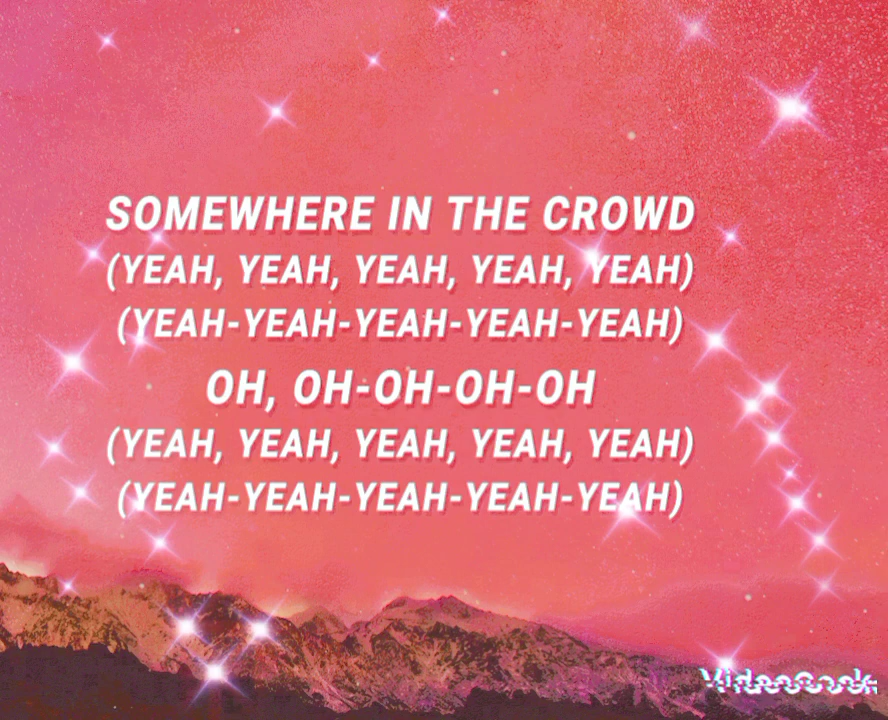 SOMEWHERE IN THE CROWD
(YEAH, YEAH, YEAH, YEAH, YEAH)
(YEAH-YEAH-YEAH-YEAH-YEAH)
OH, OH-OH-OH-OH
(YEAH, YEAH, YEAH, YEAH, YEAH)
(YEAH-YEAH-YEAH-YEAH-YEAH)